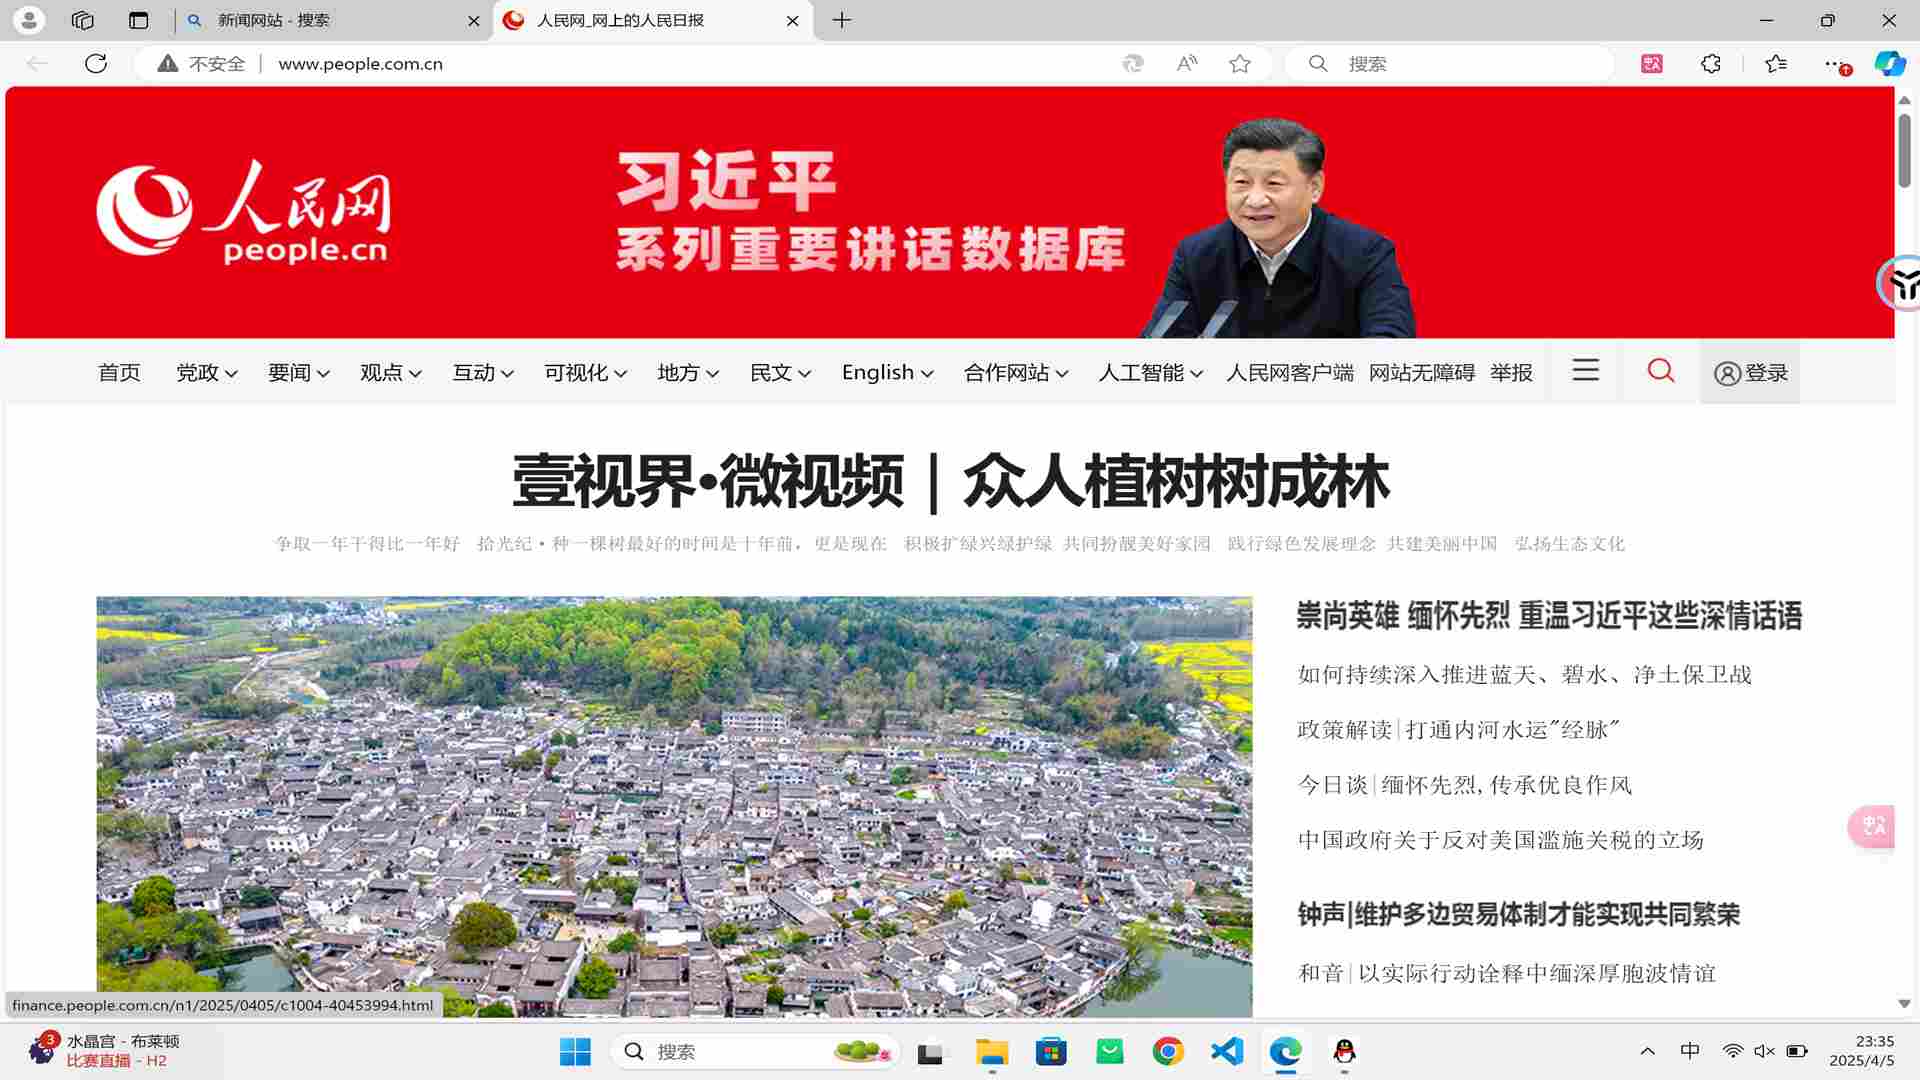 新闻网站 - 搜索
人民网_网上的人民日报
不安全
www.people.com.cn
搜索
人民网
people.cn
习近平
系列重要讲话数据库
首页 党政 要闻 观点 互动 可视化 地方 民文 English 合作网站 人工智能 人民网客户端 网站无障碍 举报 登录
壹视界·微视频｜众人植树树成林
争取一年干得比一年好 拾光纪·种一棵树最好的时间是十年前，更是现在 积极扩绿兴绿护绿 共同扮靓美好家园 践行绿色发展理念 共建美丽中国 弘扬生态文化
崇尚英雄 缅怀先烈 重温习近平这些深情话语
如何持续深入推进蓝天、碧水、净土保卫战
政策解读|打通内河水运"经脉"
今日谈|缅怀先烈,传承优良作风
中国政府关于反对美国滥施关税的立场
钟声|维护多边贸易体制才能实现共同繁荣
和音|以实际行动诠释中缅深厚胞波情谊
finance.people.com.cn/n1/2025/0405/c1004-40453994.html
3
水晶宫 - 布莱顿
比赛直播 - H2
搜索
中
23:35
2025/4/5